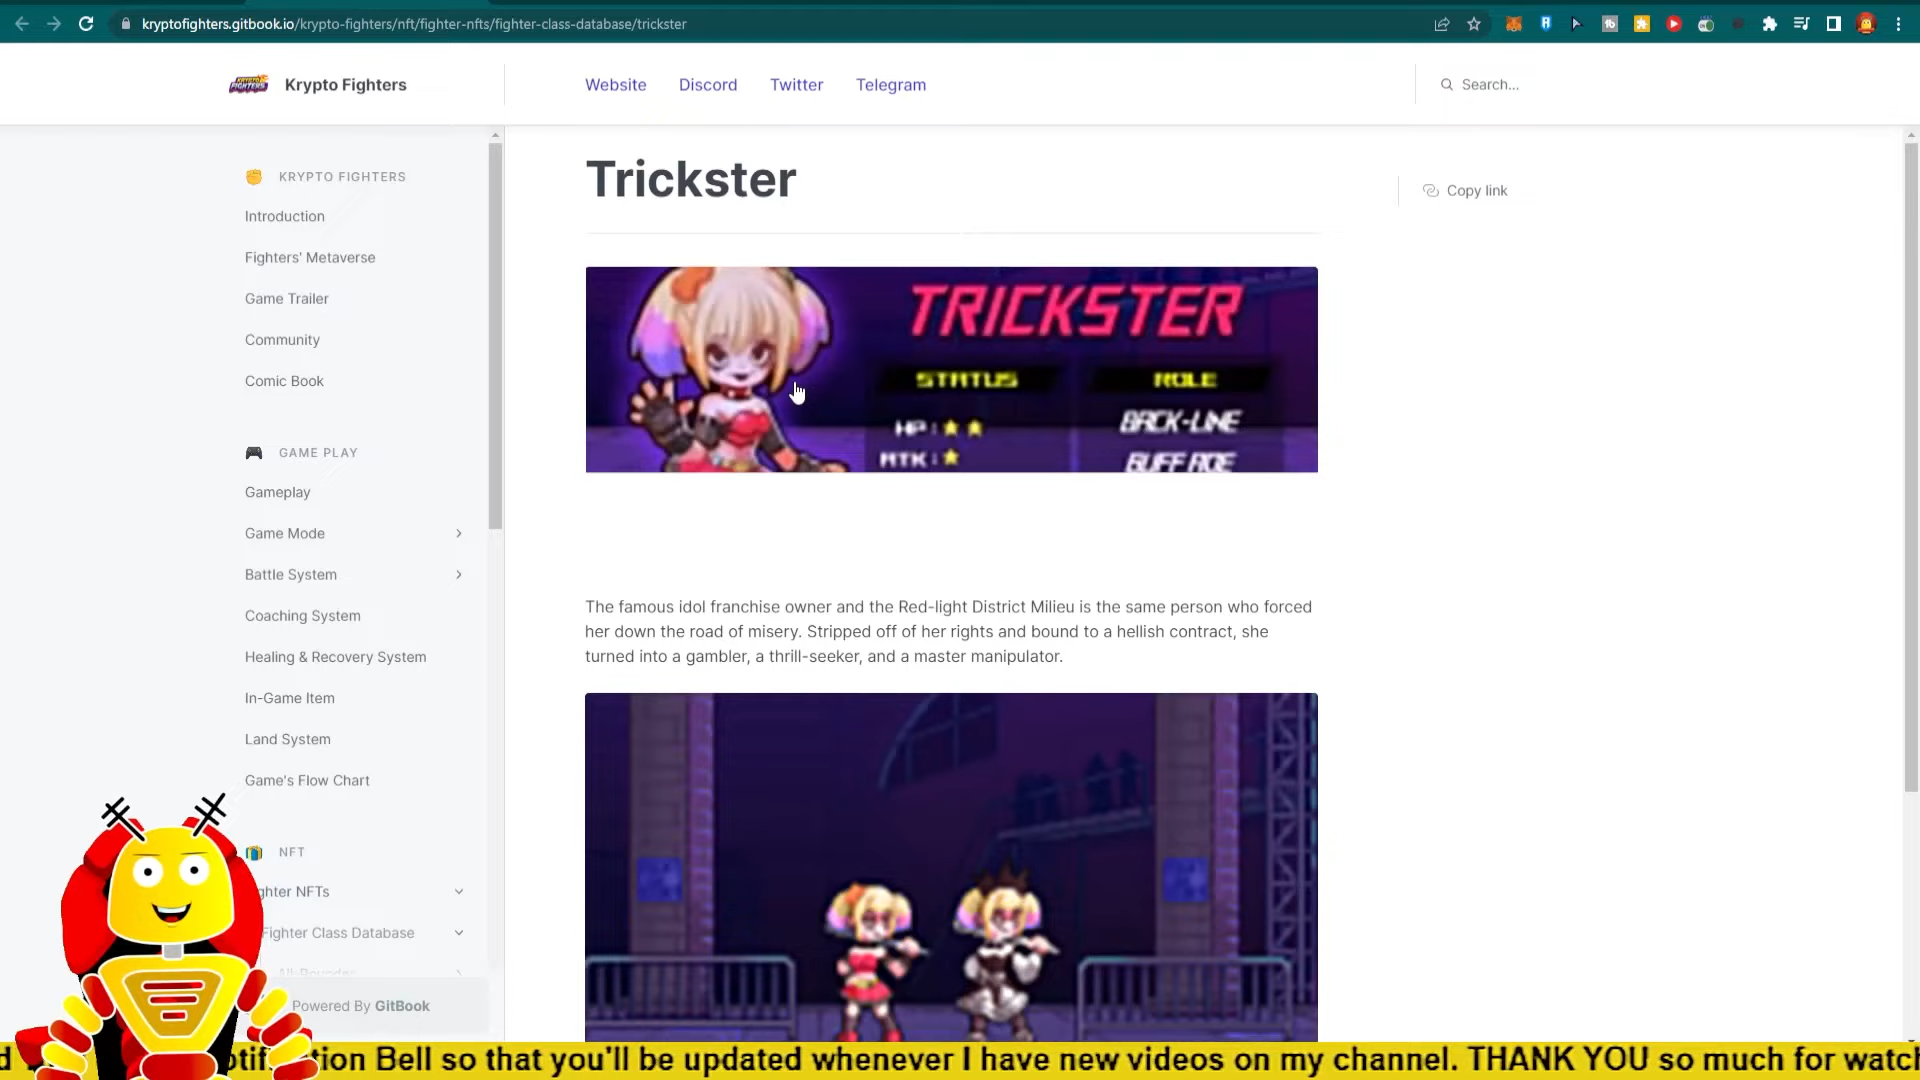 kryptofighters.gitbook.io/krypto-fighters/nft/fighter-nfts/fighter-class-database/trickster
Krypto Fighters
Website
Discord
Twitter
Telegram
Search...
KRYPTO FIGHTERS
Introduction
Fighters' Metaverse
Game Trailer
Community
Comic Book
GAME PLAY
Gameplay
Game Mode
Battle System
Coaching System
Healing & Recovery System
In-Game Item
Land System
Game's Flow Chart
NFT
ghter NFTs
Fighter Class Database
All-Rounder
Powered By GitBook
Trickster
Copy link
TRICKSTER
STATUS
ROLE
HP :
BACK-LINE
ATK :
BUFF AOE
The famous idol franchise owner and the Red-light District Milieu is the same person who forced
her down the road of misery. Stripped off of her rights and bound to a hellish contract, she
turned into a gambler, a thrill-seeker, and a master manipulator.
tion Bell so that you'll be updated whenever I have new videos on my channel. THANK YOU so much for watch